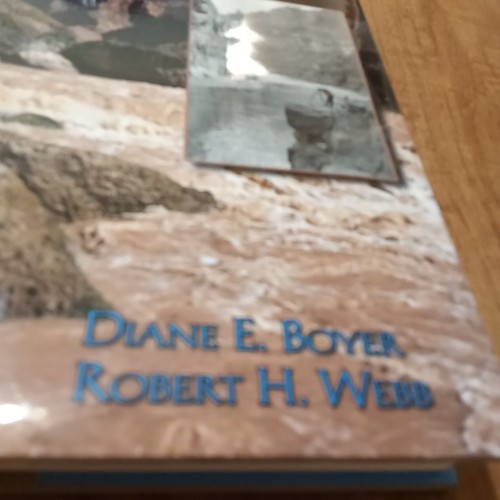 DIANE E. BOYER
ROBERT H. WEBB